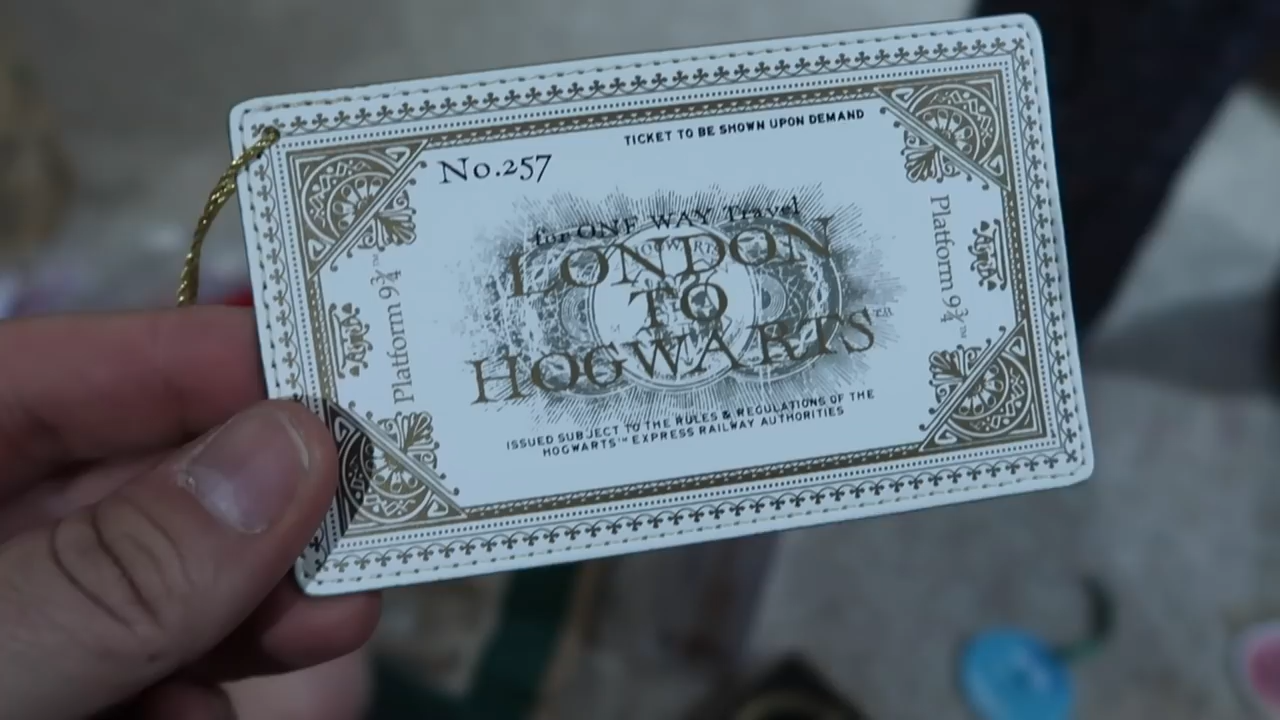 TICKET TO BE SHOWN UPON DEMAND
No.257
for ONE WAY Travel
LONDON
TO
HOGWARTS
ISSUED SUBJECT TO THE RULES & REGULATIONS OF THE
HOGWARTS™ EXPRESS RAILWAY AUTHORITIES
Platform 9¾™
Platform 9¾™